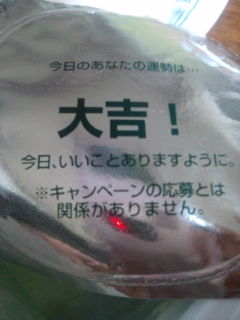 今日のあなたの運勢は…
大吉！
今日、いいことありますように。
※キャンペーンの応募とは
関係がありません。